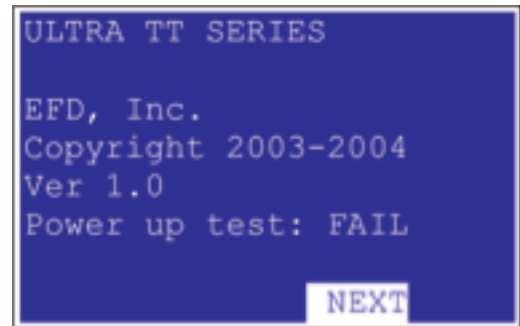 ULTRA TT SERIES
EFD, Inc.
Copyright 2003-2004
Ver 1.0
Power up test: FAIL
NEXT